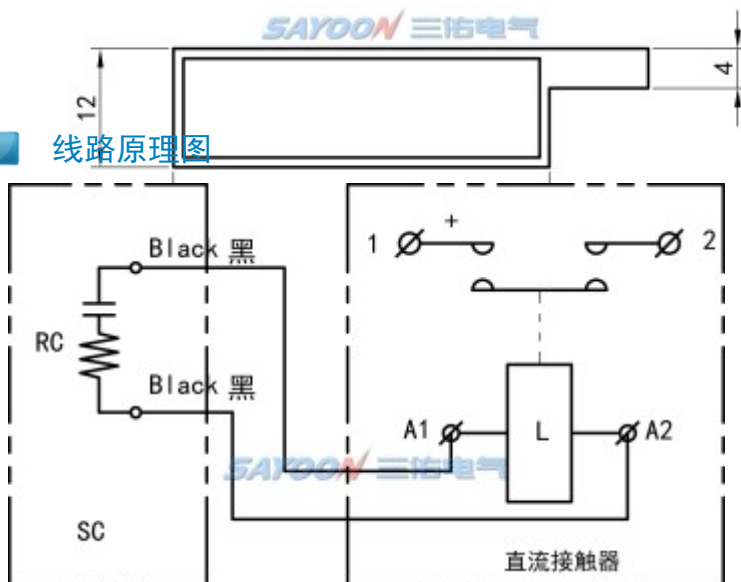 SAYOON 三佑电气
12
4
线路原理图
Black 黑
1
+
2
RC
Black 黑
A1
L
A2
SAYOON 三佑电气
SC
直流接触器